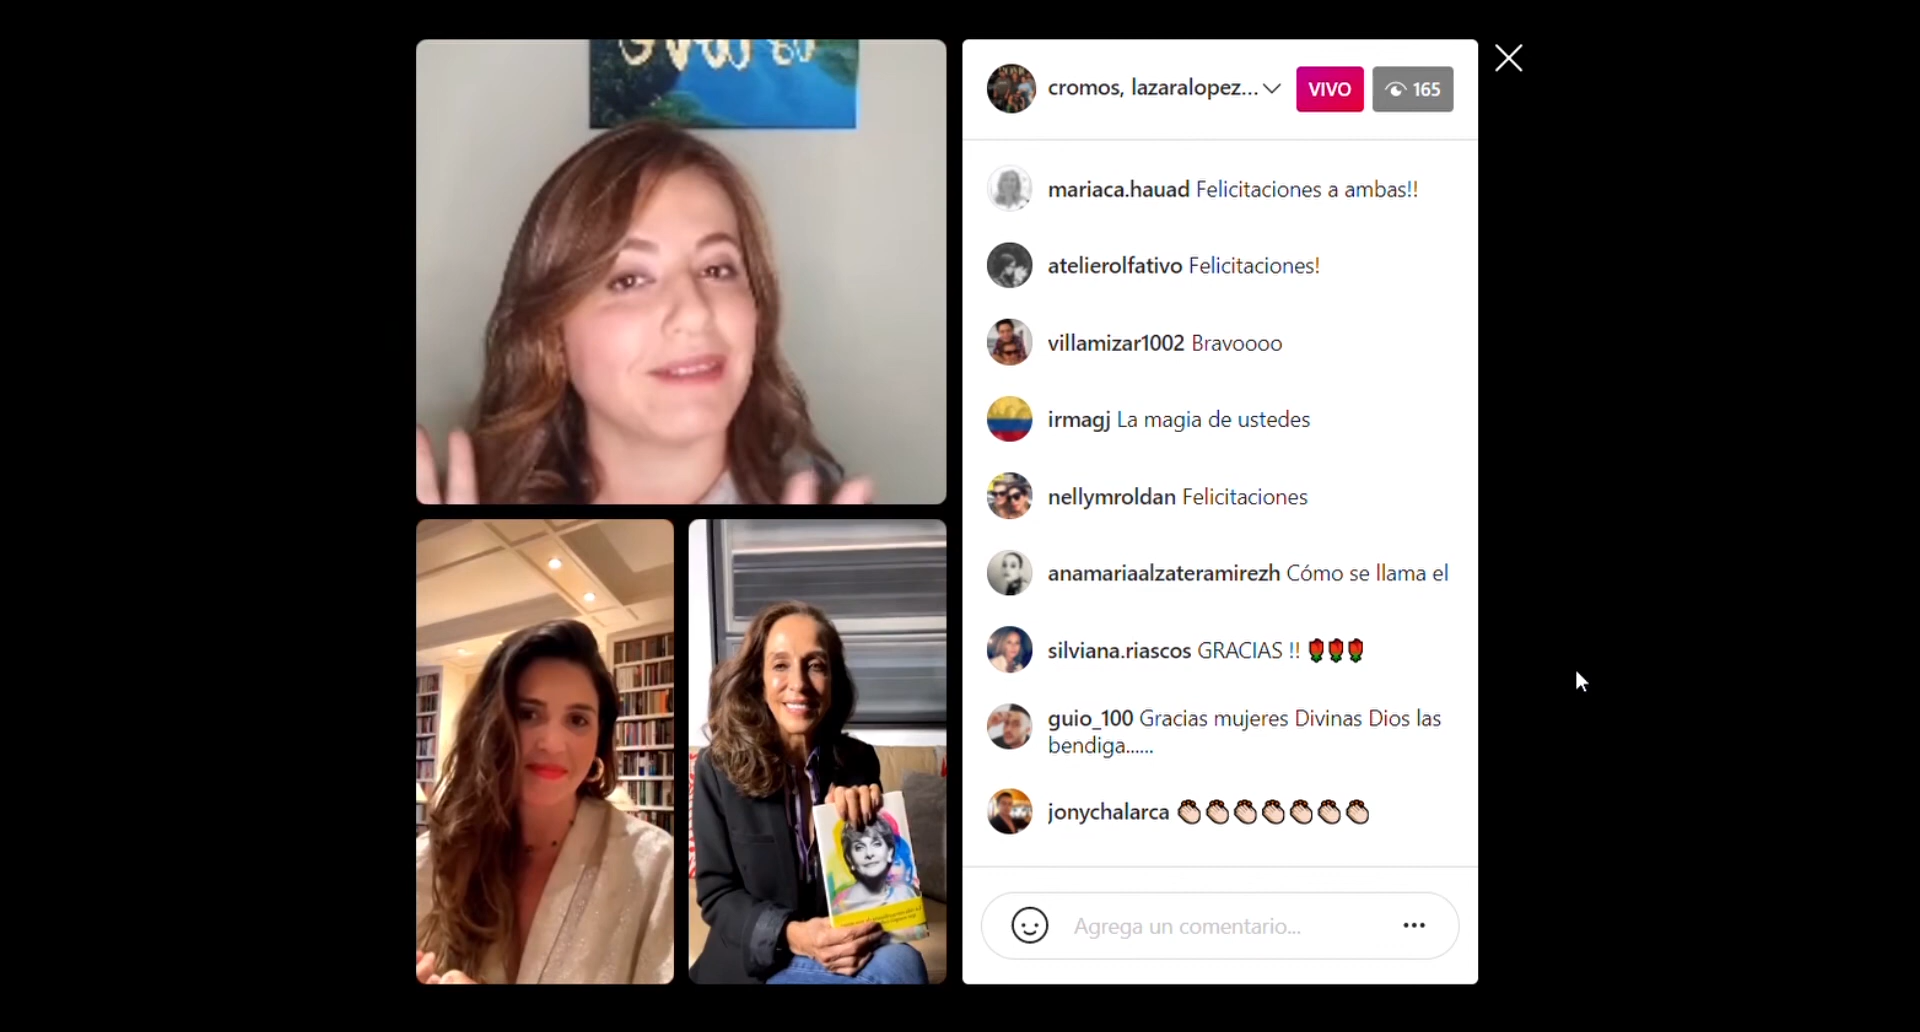 cromos, lazaralopez...
VIVO
165
mariaca.hauad Felicitaciones a ambas!!
atelierolfativo Felicitaciones!
villamizar1002 Bravoooo
irmagj La magia de ustedes
nellymroldan Felicitaciones
anamariaalzateramirezh Cómo se llama el
silviana.riascos GRACIAS !! 🌹🌹🌹
guio_100 Gracias mujeres Divinas Dios las
bendiga......
jonychalarca 👏🏻👏🏻👏🏻👏🏻👏🏻👏🏻👏🏻
Agrega un comentario...